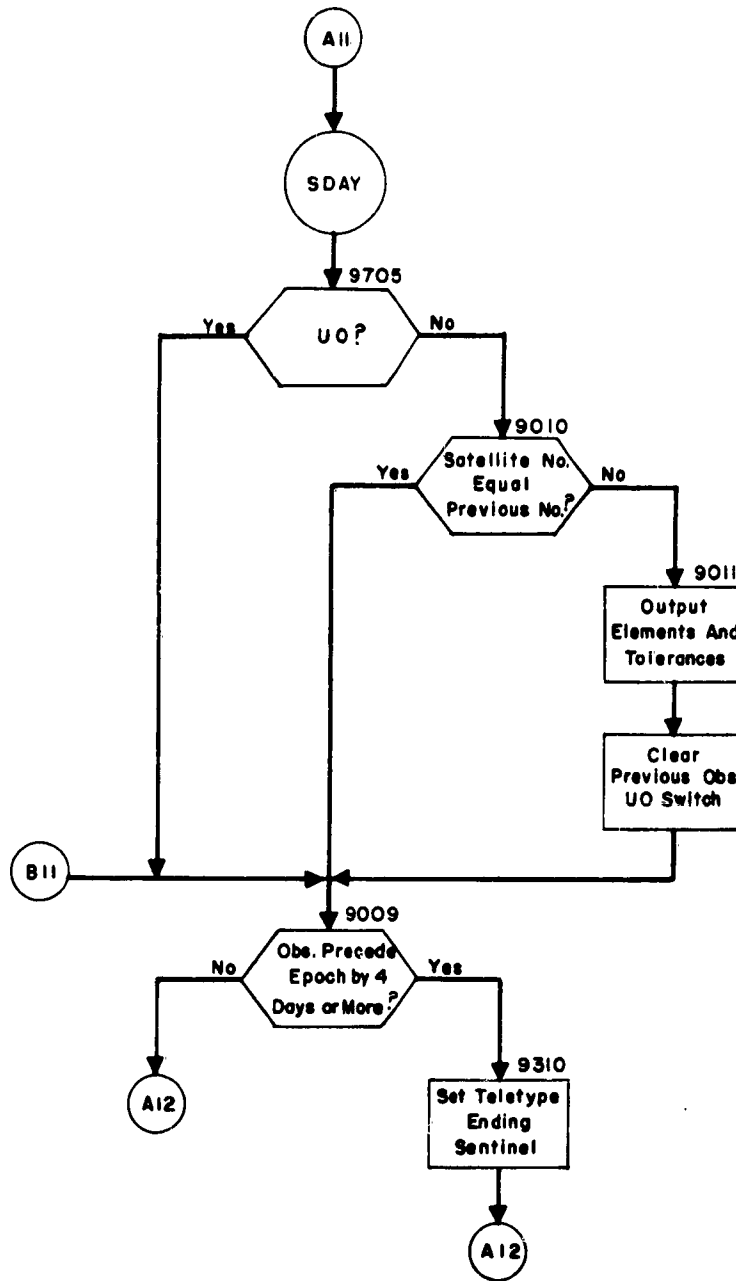 A11
SDAY
9705
Yes
UO?
No
9010
Yes
Satellite No.
Equal
Previous No.?
No
9011
Output
Elements And
Tolerances
Clear
Previous Obs
UO Switch
B11
9009
No
Obs. Precede
Epoch by 4
Days or More?
Yes
A12
9310
Set Teletype
Ending
Sentinel
A12